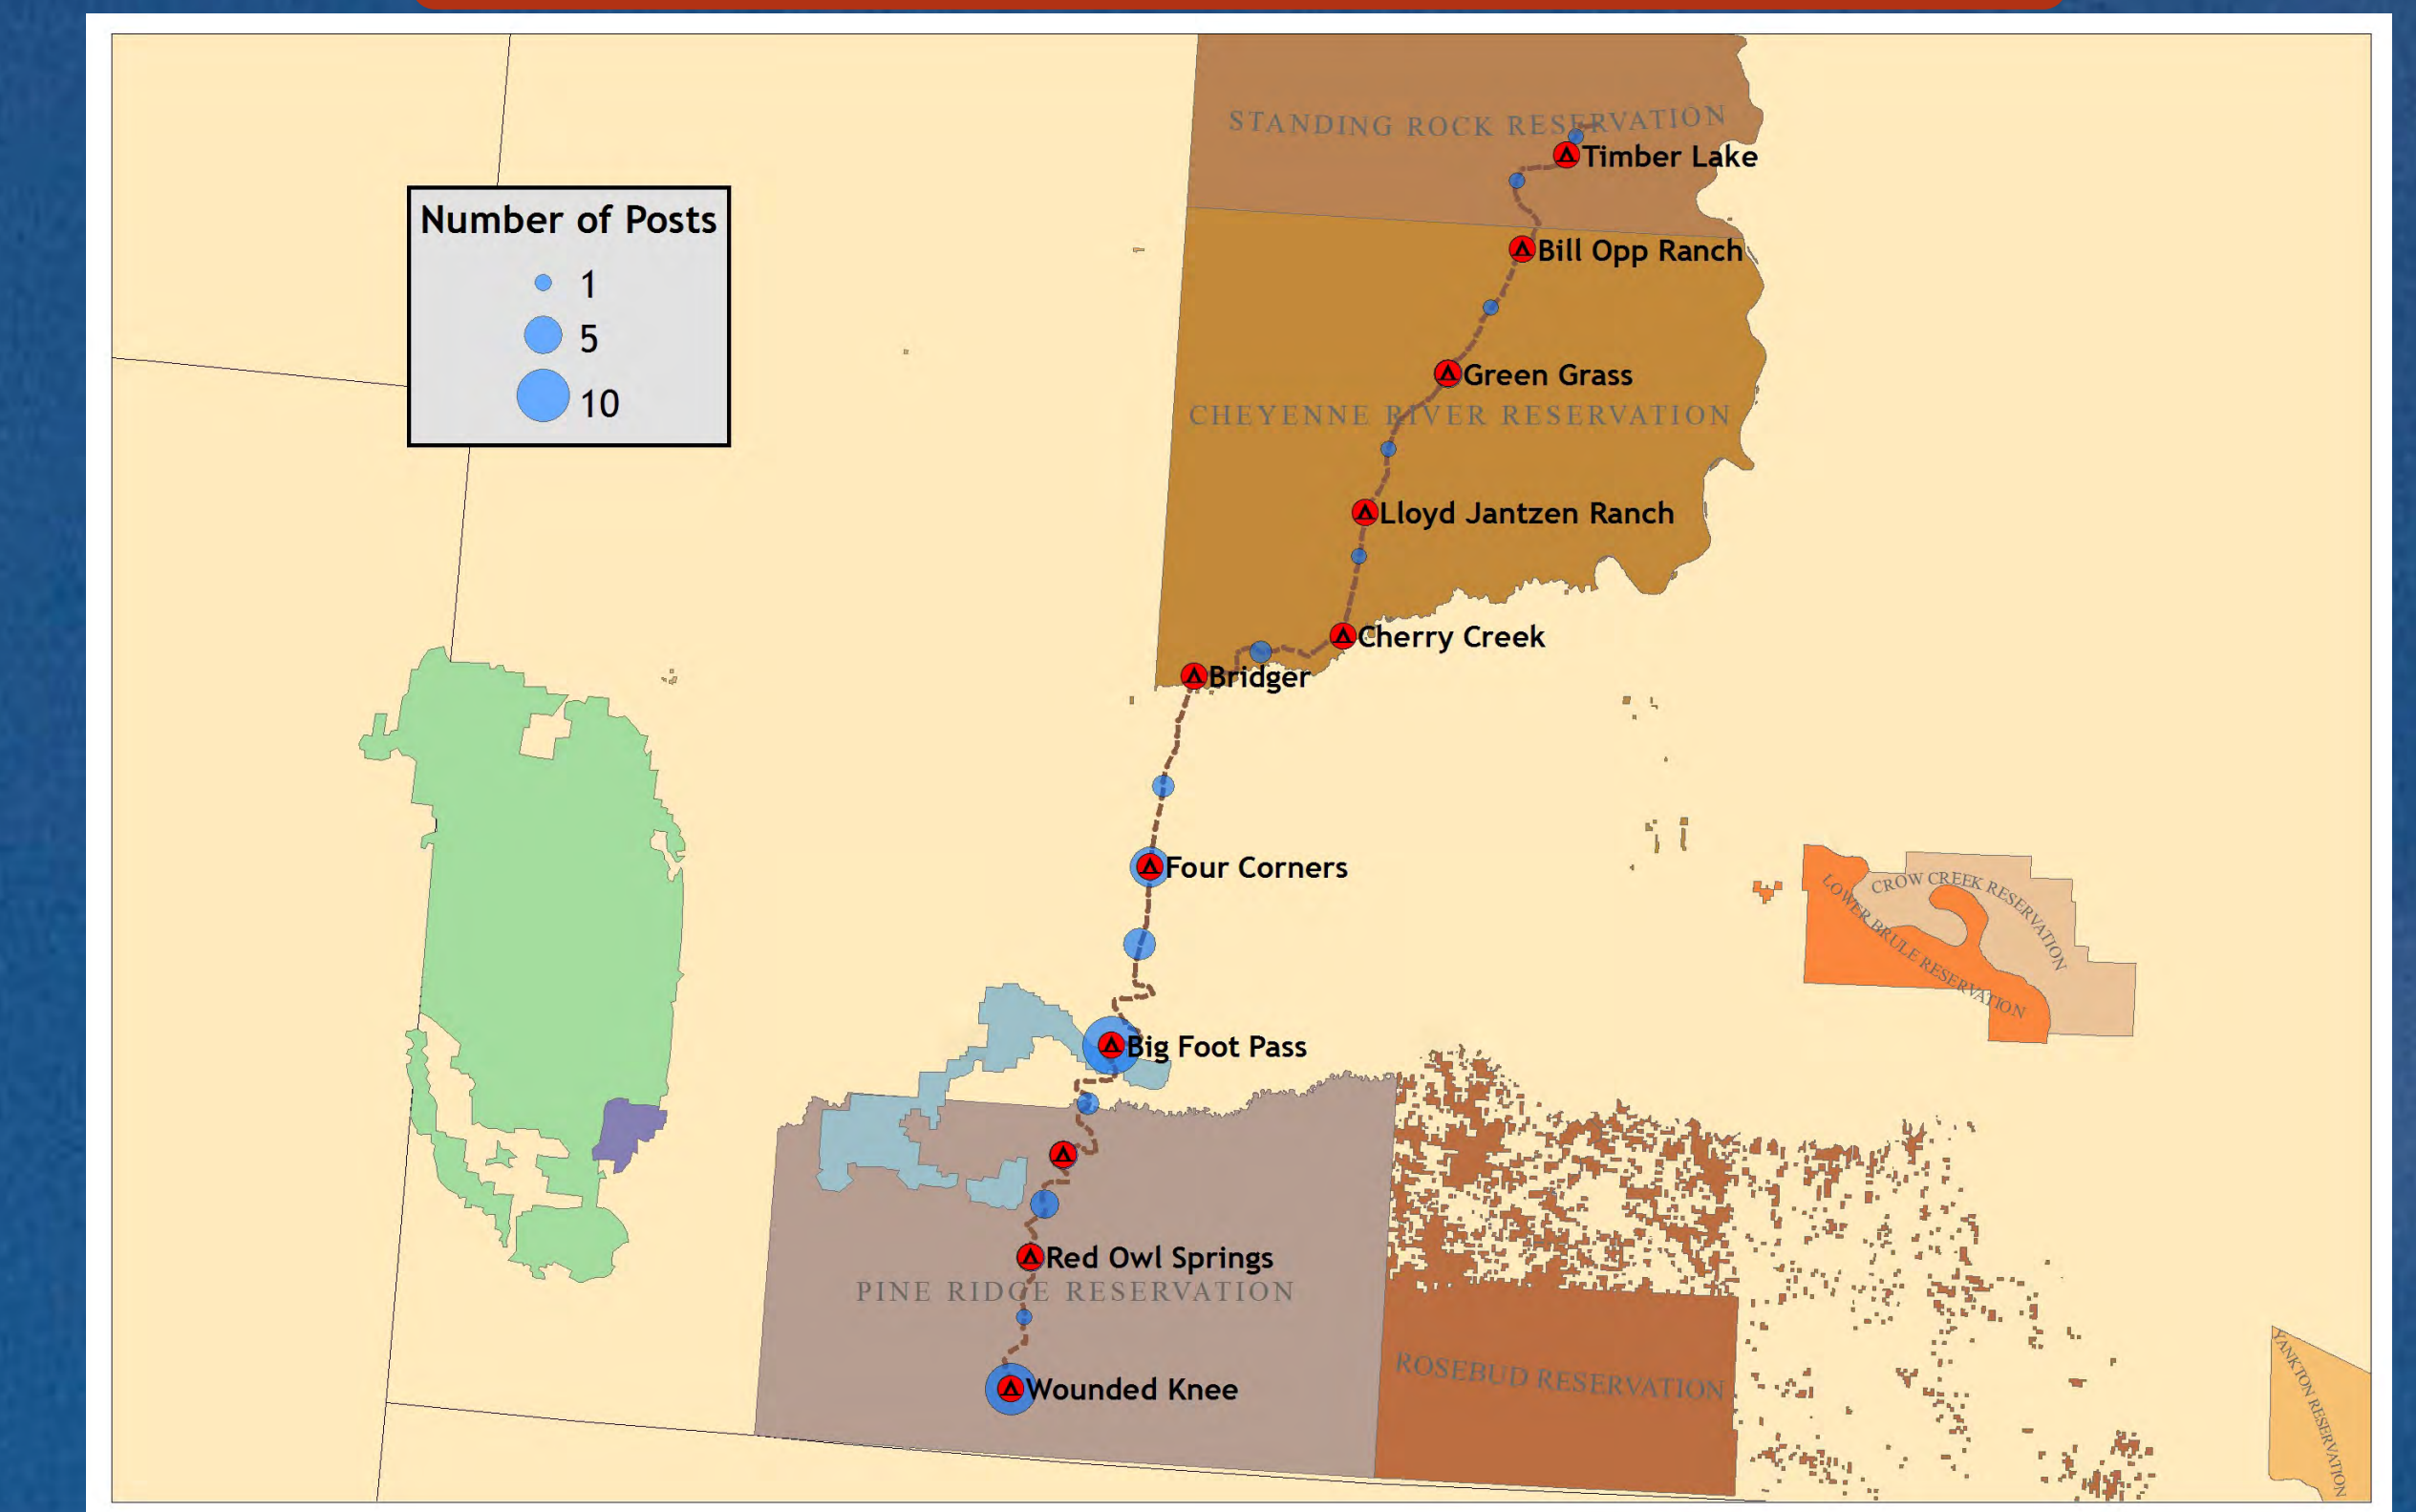 STANDING ROCK RESERVATION
Timber Lake
Number of Posts
1
5
10
Bill Opp Ranch
Green Grass
CHEYENNE RIVER RESERVATION
Lloyd Jantzen Ranch
Cherry Creek
Bridger
Four Corners
CROW CREEK RESERVATION
LOWER BRULE RESERVATION
Big Foot Pass
Red Owl Springs
PINE RIDGE RESERVATION
ROSEBUD RESERVATION
Wounded Knee
YANKTON RESERVATION